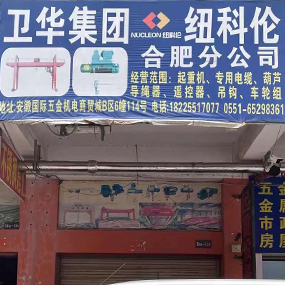 卫华集团 NUCLEON 纽科伦 纽科伦
合肥分公司
经营范围：起重机、专用电缆、葫芦
导绳器、遥控器、吊钩、车轮组
地址:安徽国际五金机电商贸城B区6幢114号 电话:18225517077 0551-6529836
五金
金属
市政
房屋